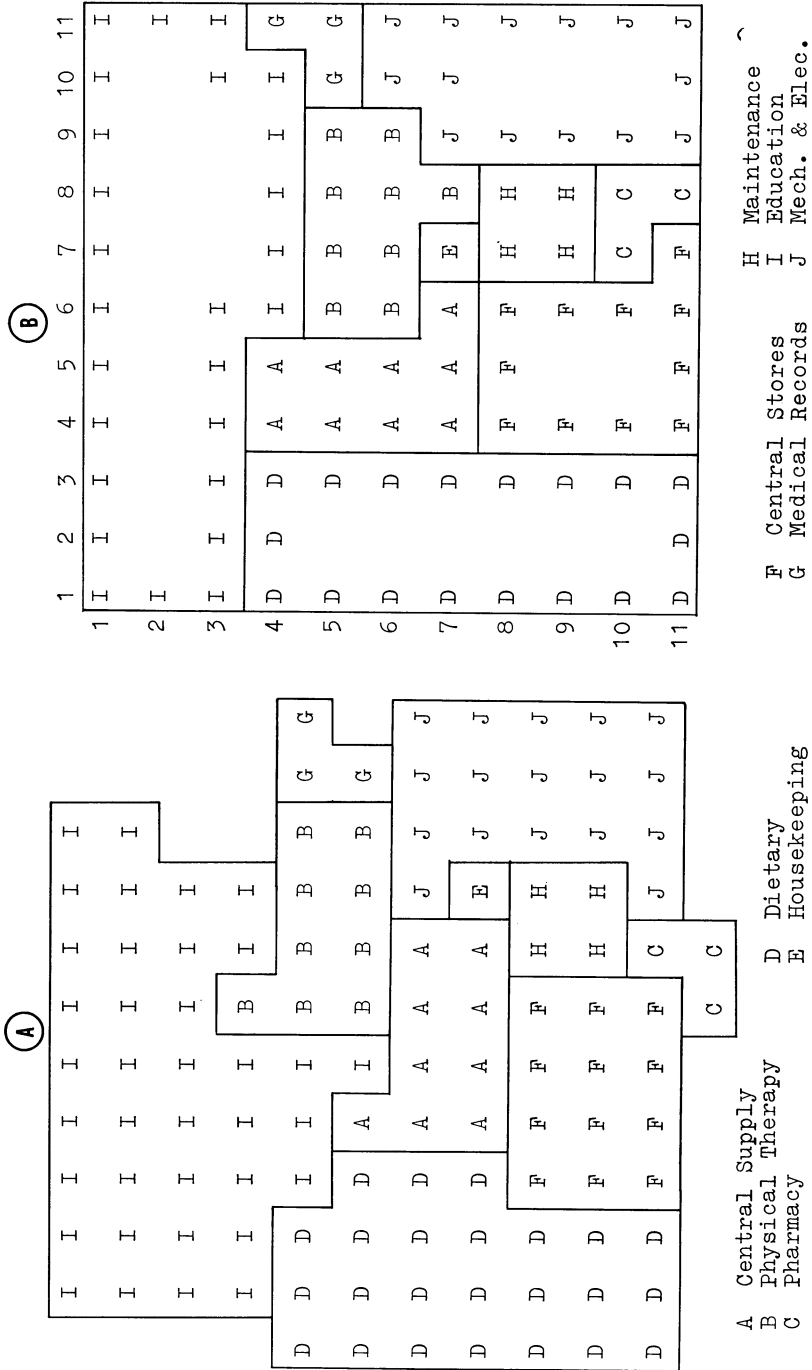 A
I I I I I I I I I
I I I I I I I I I
I I I I I I I I
I I I I I B I I
D D D I I I B B B B G G
D D D D A I B B B B G
D D D D A A A A J J J J
D D D D A A A A E J J J
D D D F F F F H H J J J
D D D F F F F H H J J J
D D D F F F F C J J J J
C C
B
1 2 3 4 5 6 7 8 9 10 11
1 I I I I I I I I I I I
2 I I
3 I I I I I I I I
4 D D D A A I I I I I G
5 D D A A B B B B G G
6 D D A A B B B B J J
7 D D A A A E B J J J
8 D D F F F H H J J
9 D D F F H H J J
10 D D F F C C J J
11 D D D F F F F C J J J
A Central Supply
B Physical Therapy
C Pharmacy
D Dietary
E Housekeeping
F Central Stores
G Medical Records
H Maintenance
I Education
J Mech. & Elec.